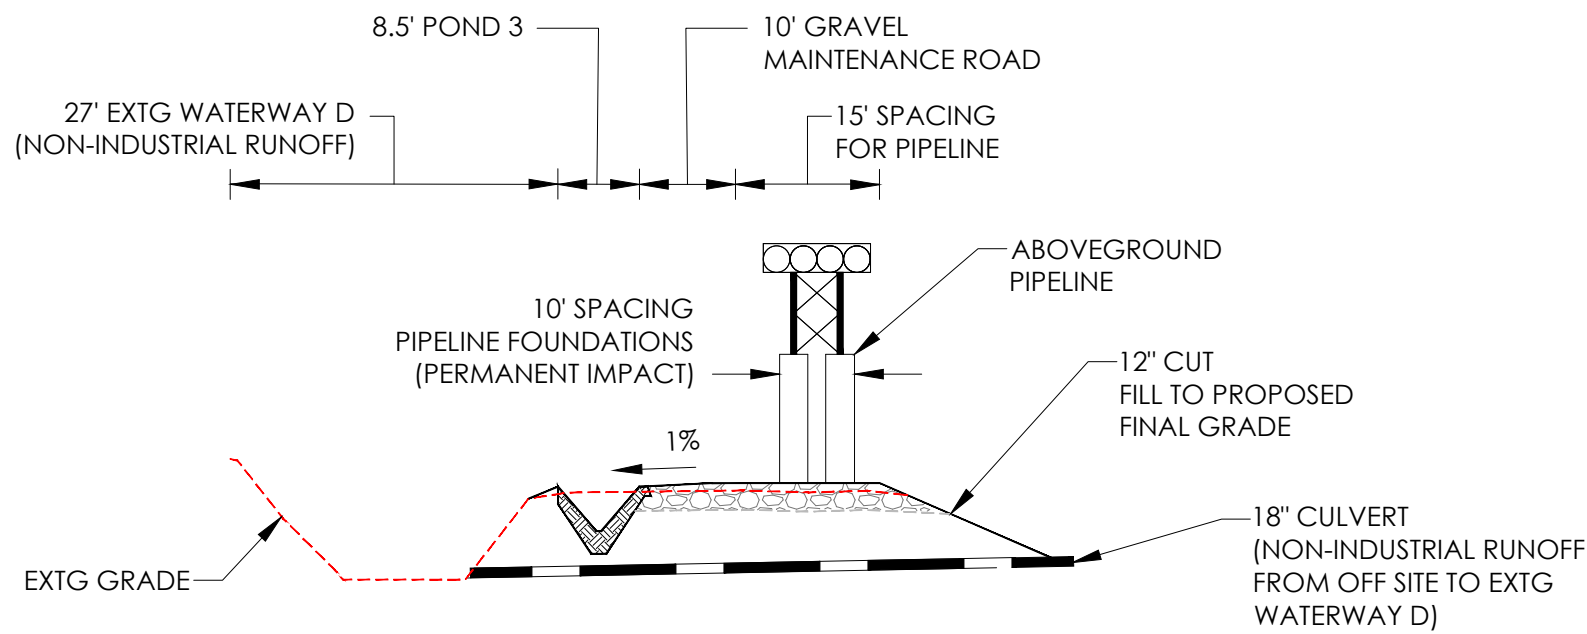 8.5' POND 3
10' GRAVEL
MAINTENANCE ROAD
27' EXTG WATERWAY D
(NON-INDUSTRIAL RUNOFF)
15' SPACING
FOR PIPELINE
ABOVEGROUND
PIPELINE
10' SPACING
PIPELINE FOUNDATIONS
(PERMANENT IMPACT)
12" CUT
FILL TO PROPOSED
FINAL GRADE
1%
18" CULVERT
(NON-INDUSTRIAL RUNOFF
FROM OFF SITE TO EXTG
WATERWAY D)
EXTG GRADE